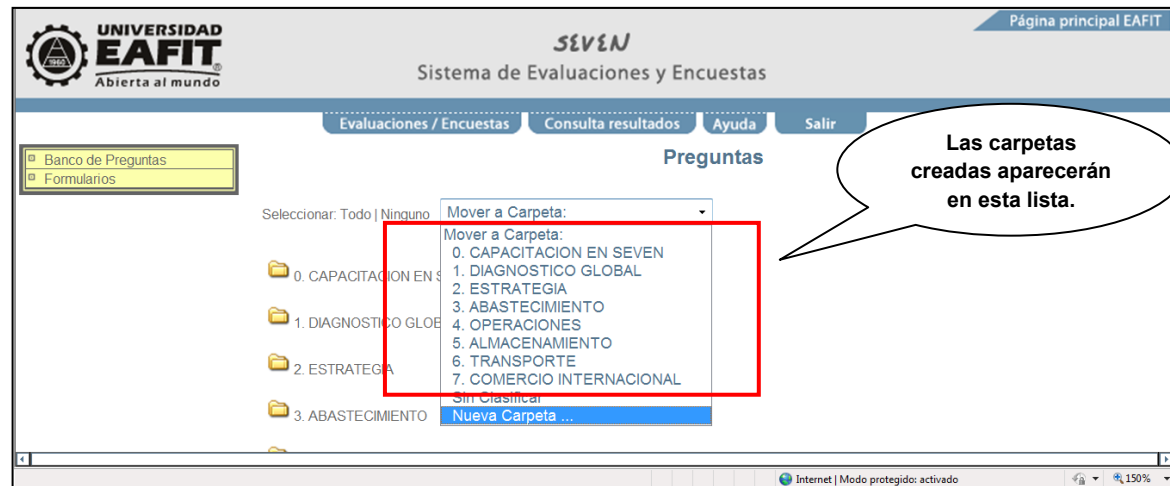 UNIVERSIDAD
EAFIT®
Abierta al mundo
1960
SEVEN
Sistema de Evaluaciones y Encuestas
Página principal EAFIT
Evaluaciones / Encuestas Consulta resultados Ayuda Salir
Banco de Preguntas
Formularios
Preguntas
Las carpetas
creadas aparecerán
en esta lista.
Seleccionar: Todo | Ninguno Mover a Carpeta:
Mover a Carpeta:
0. CAPACITACION EN SEVEN
1. DIAGNOSTICO GLOBAL
2. ESTRATEGIA
3. ABASTECIMIENTO
4. OPERACIONES
5. ALMACENAMIENTO
6. TRANSPORTE
7. COMERCIO INTERNACIONAL
Sin Clasificar
Nueva Carpeta ...
0. CAPACITACION EN S
1. DIAGNOSTICO GLOB
2. ESTRATEGIA
3. ABASTECIMIENTO
Internet | Modo protegido: activado 150%